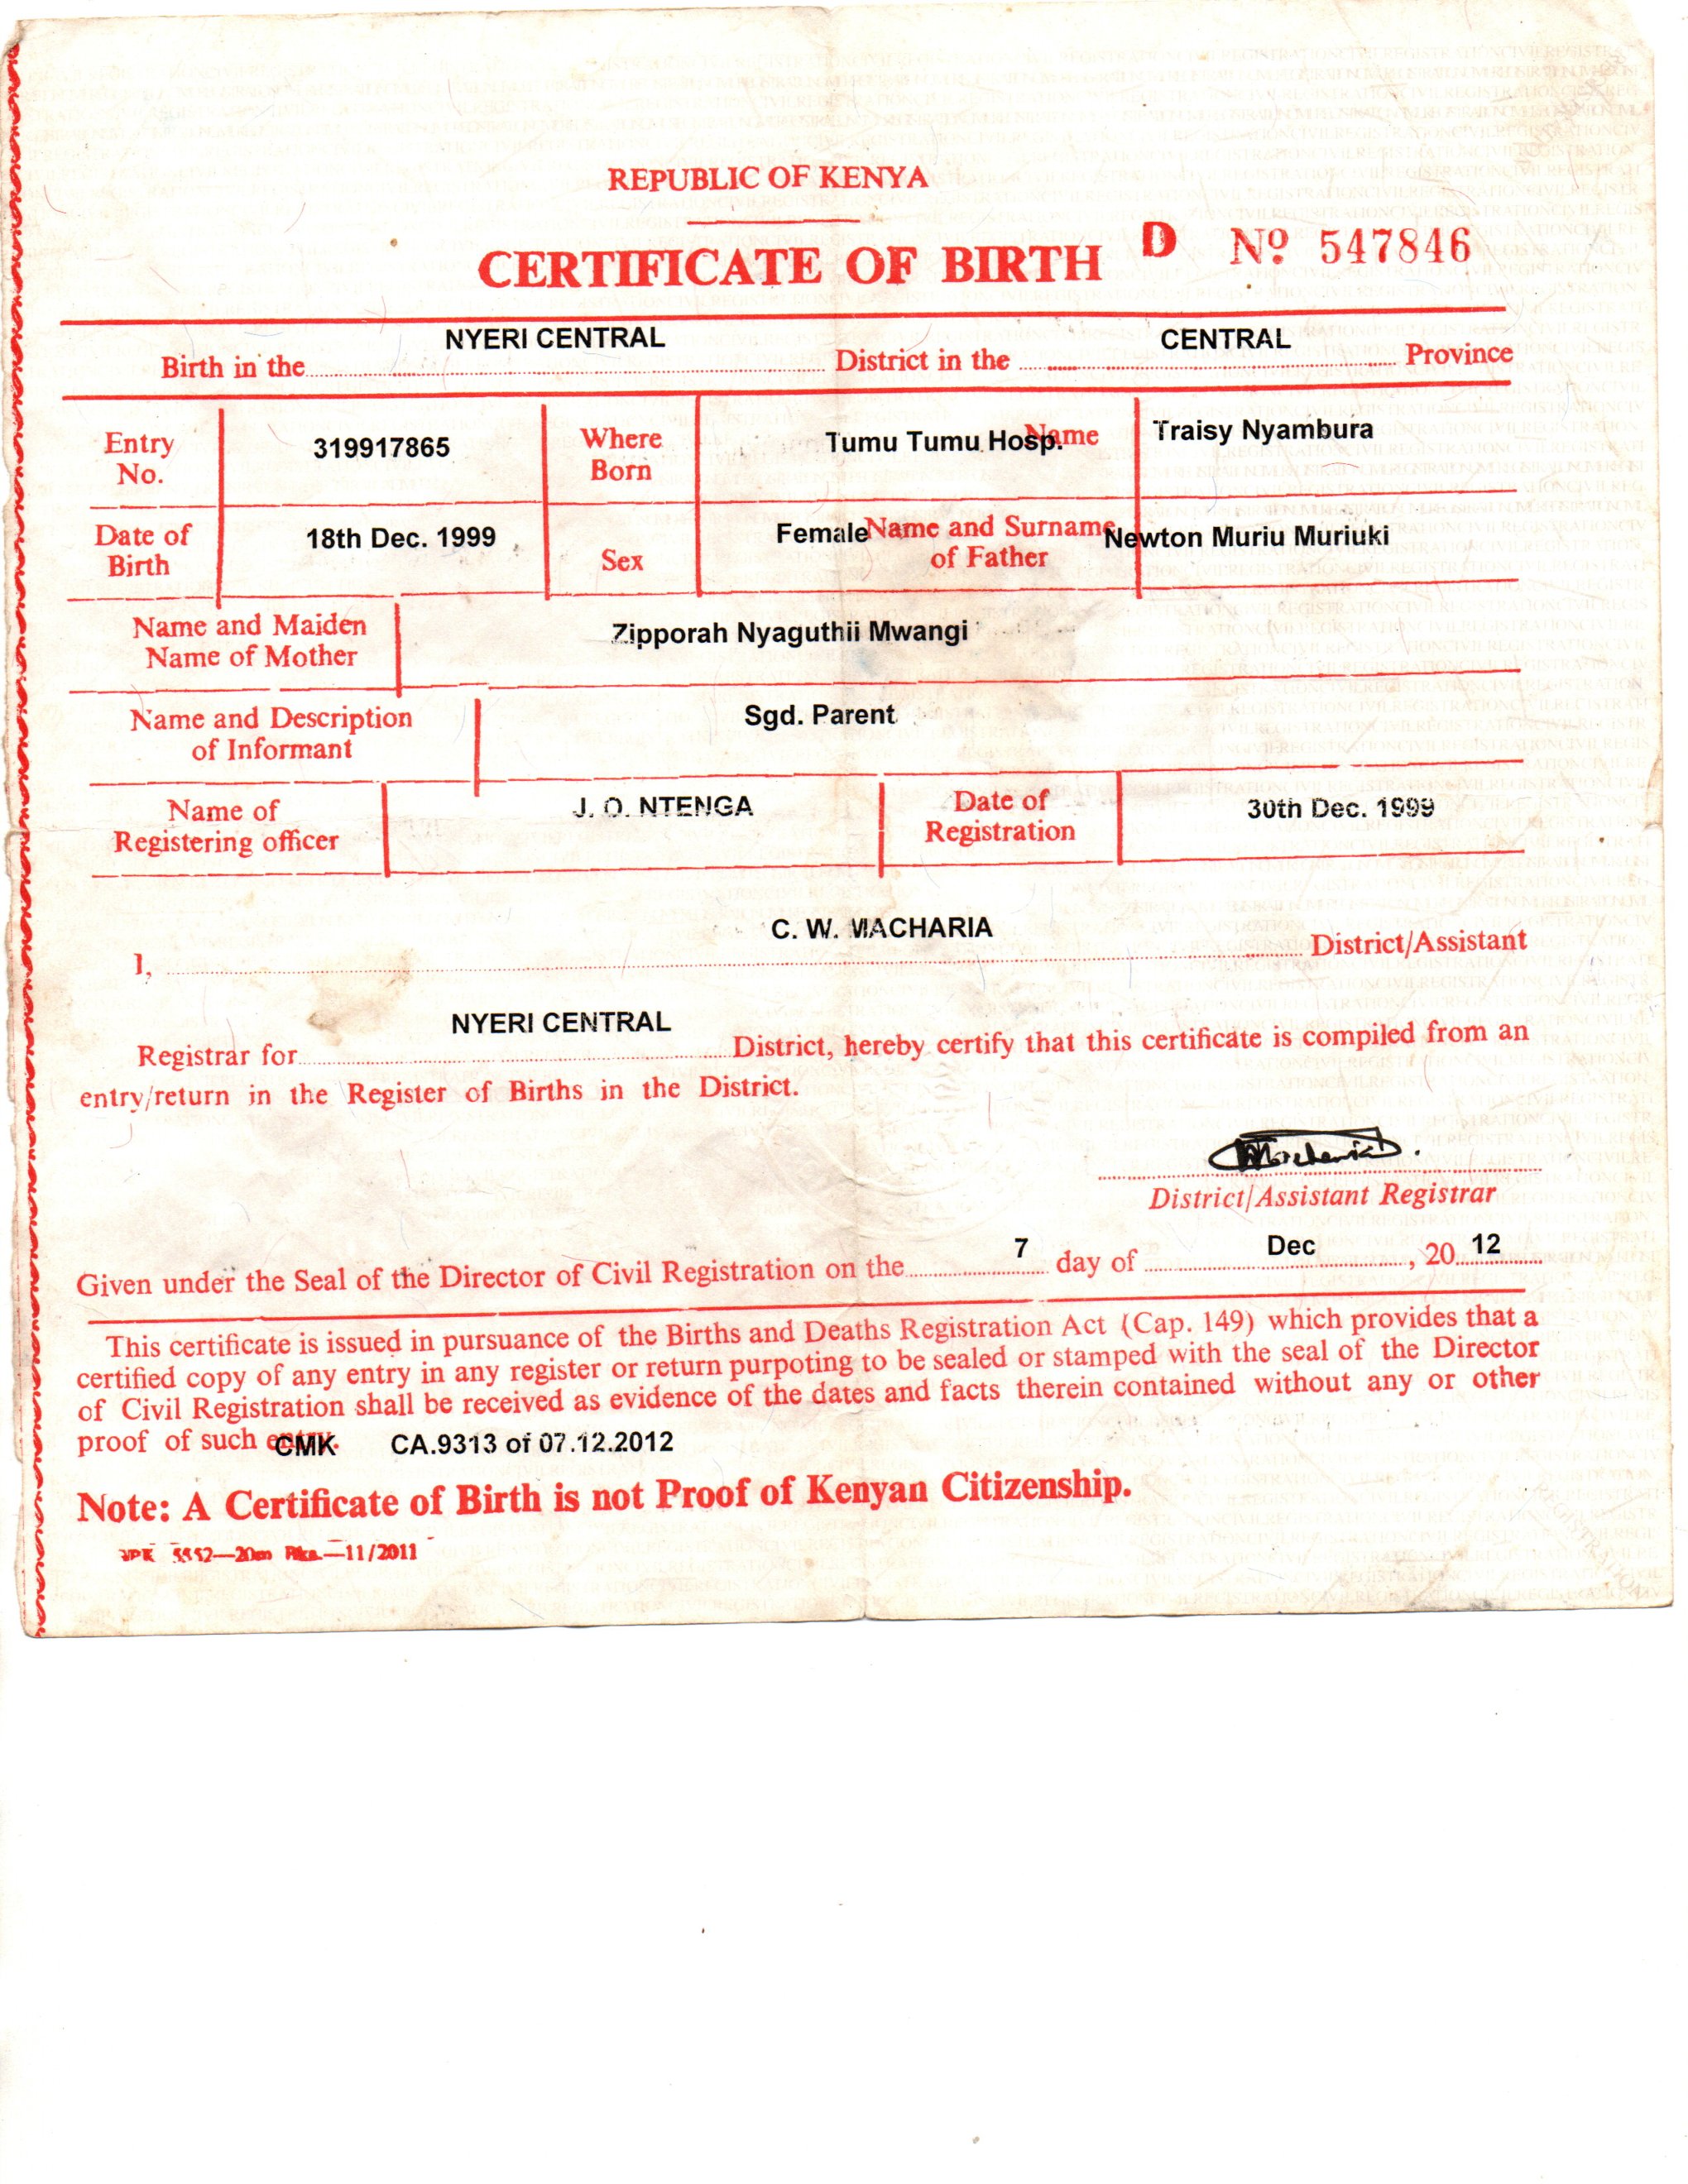 REPUBLIC OF KENYA
CERTIFICATE OF BIRTH D Nº 547846
Birth in the NYERI CENTRAL District in the CENTRAL Province
Entry No. 319917865 Where Born Tumu Tumu Hosp. Name Traisy Nyambura
Date of Birth 18th Dec. 1999 Sex Female Name and Surname of Father Newton Muriu Muriuki
Name and Maiden Name of Mother Zipporah Nyaguthii Mwangi
Name and Description of Informant Sgd. Parent
Name of Registering officer J. O. NTENGA Date of Registration 30th Dec. 1999
I, C. W. MACHARIA District/Assistant
Registrar for NYERI CENTRAL District, hereby certify that this certificate is compiled from an
entry/return in the Register of Births in the District.
District/Assistant Registrar
Given under the Seal of the Director of Civil Registration on the 7 day of Dec, 20 12
This certificate is issued in pursuance of the Births and Deaths Registration Act (Cap. 149) which provides that a
certified copy of any entry in any register or return purpoting to be sealed or stamped with the seal of the Director
of Civil Registration shall be received as evidence of the dates and facts therein contained without any or other
proof of such entry. CMK CA.9313 of 07.12.2012
Note: A Certificate of Birth is not Proof of Kenyan Citizenship.
5552—20m —11/2011